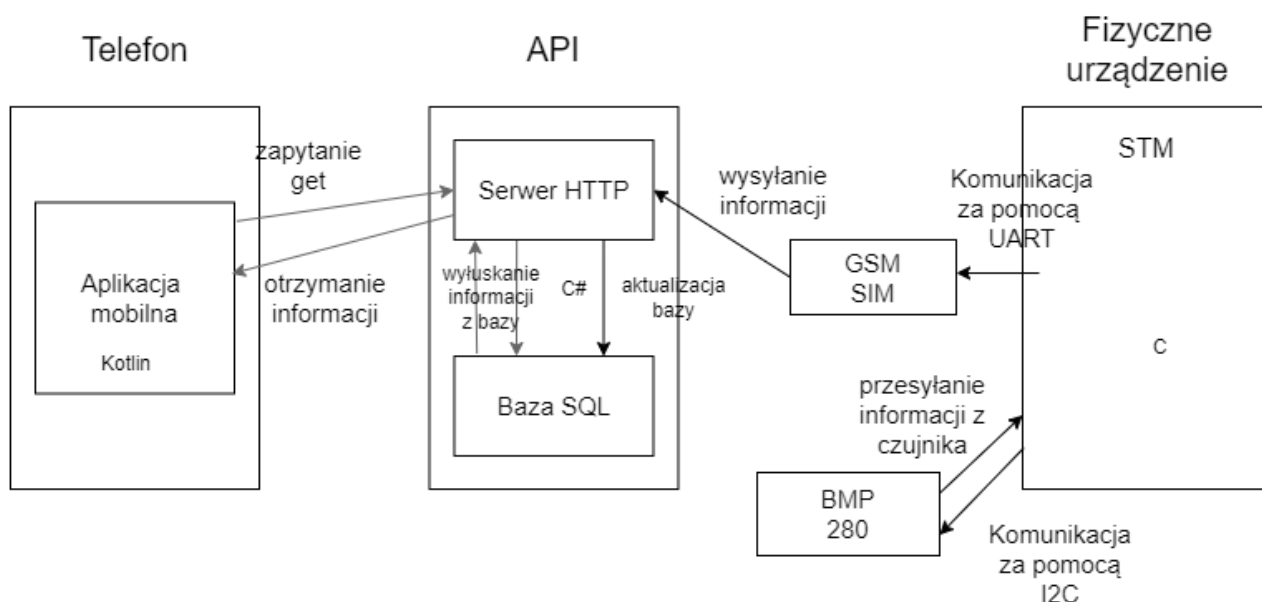 Telefon
API
Fizyczne
urządzenie
zapytanie
get
Aplikacja
mobilna
Kotlin
otrzymanie
informacji
Serwer HTTP
wyłuskanie
informacji
z bazy
C#
aktualizacja
bazy
Baza SQL
wysyłanie
informacji
GSM
SIM
Komunikacja
za pomocą
UART
STM
C
przesyłanie
informacji z
czujnika
BMP
280
Komunikacja
za pomocą
I2C